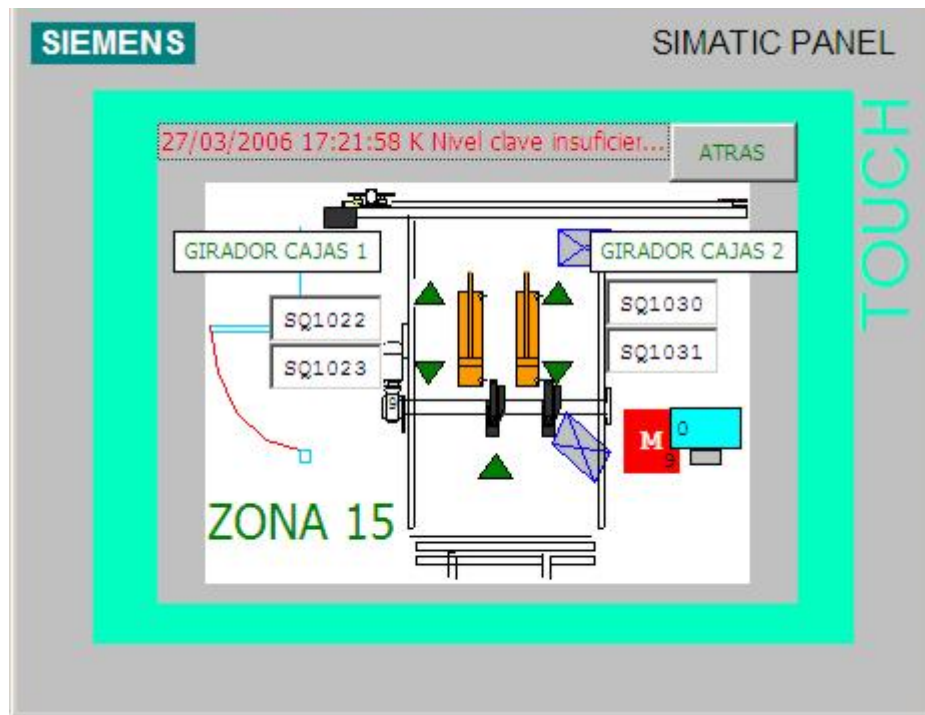 SIEMENS
SIMATIC PANEL
TOUCH
27/03/2006 17:21:58 K Nivel clave insuficier...
ATRAS
GIRADOR CAJAS 1
GIRADOR CAJAS 2
SQ1022
SQ1030
SQ1023
SQ1031
M
0
9
ZONA 15